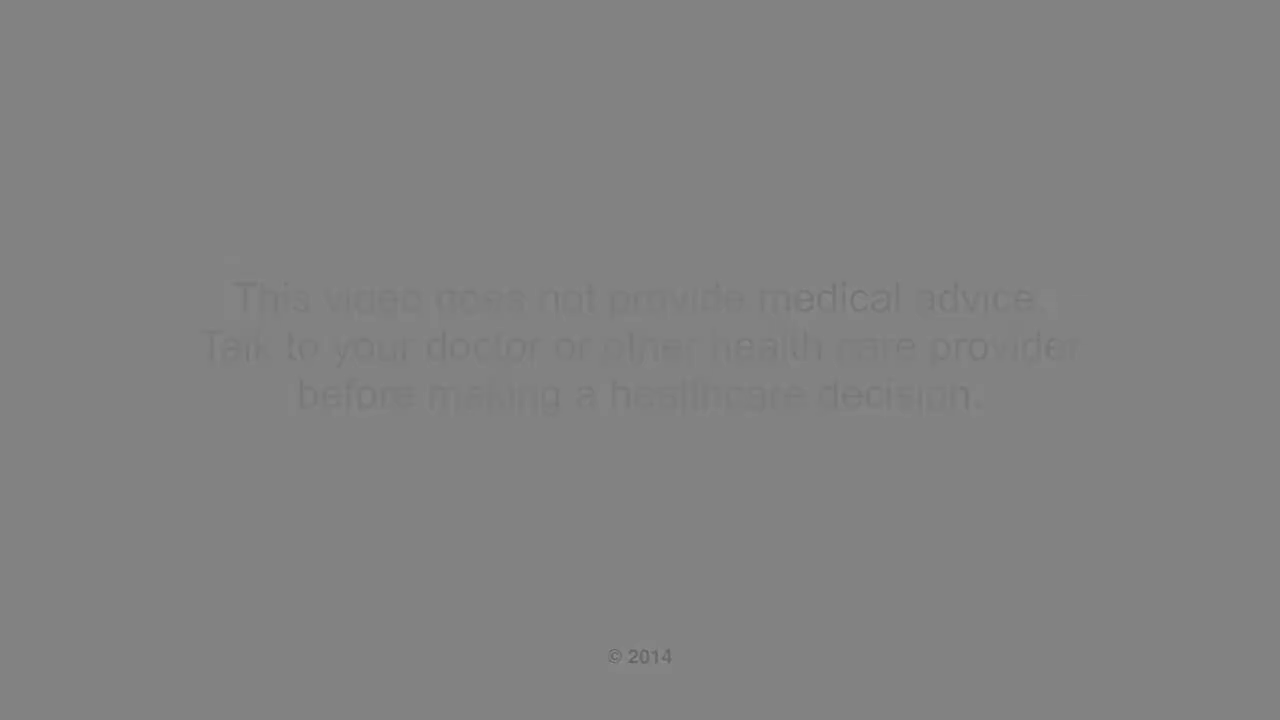 This video does not provide medical advice.
Talk to your doctor or other health care provider
before making a healthcare decision.
© 2014